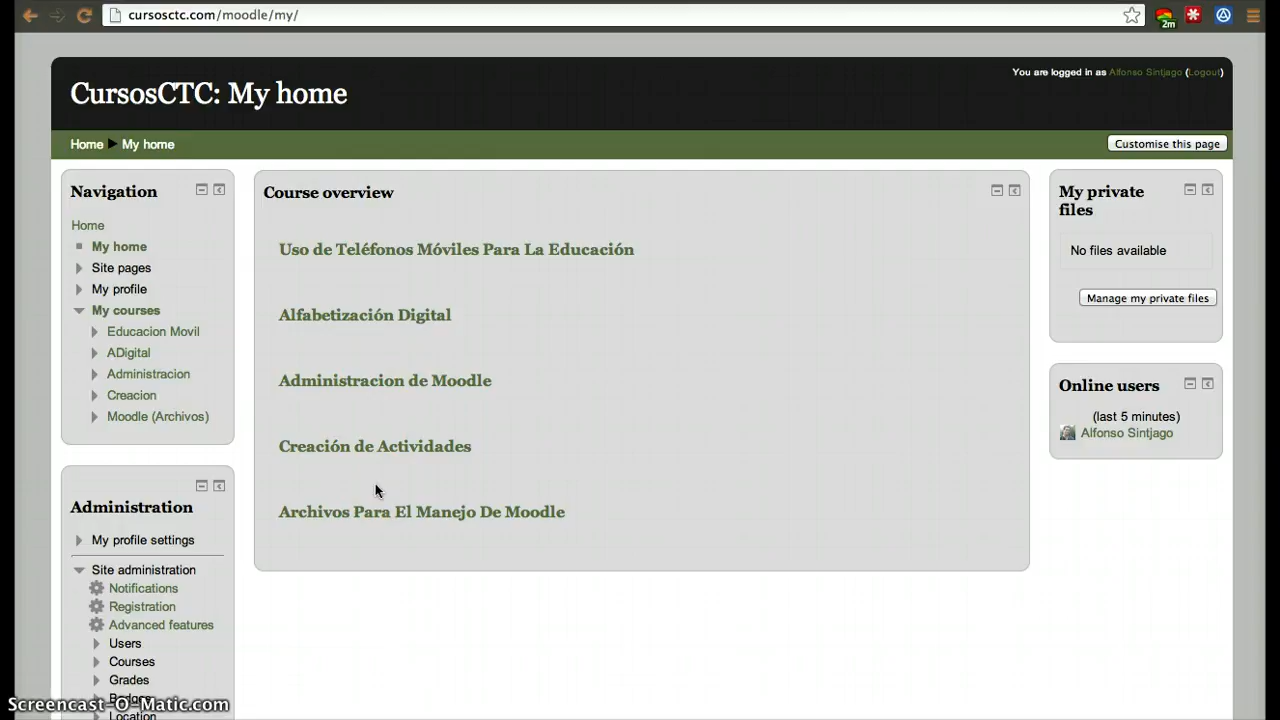 cursosctc.com/moodle/my/
2m
You are logged in as Alfonso Sintjago (Logout)
CursosCTC: My home
Home ▶ My home
Customise this page
Navigation
Home
My home
Site pages
My profile
My courses
Educacion Movil
ADigital
Administracion
Creacion
Moodle (Archivos)
Administration
My profile settings
Site administration
Notifications
Registration
Advanced features
Users
Courses
Grades
Badges
Location
Course overview
Uso de Teléfonos Móviles Para La Educación
Alfabetización Digital
Administracion de Moodle
Creación de Actividades
Archivos Para El Manejo De Moodle
My private
files
No files available
Manage my private files
Online users
(last 5 minutes)
Alfonso Sintjago
Screencast-O-Matic.com